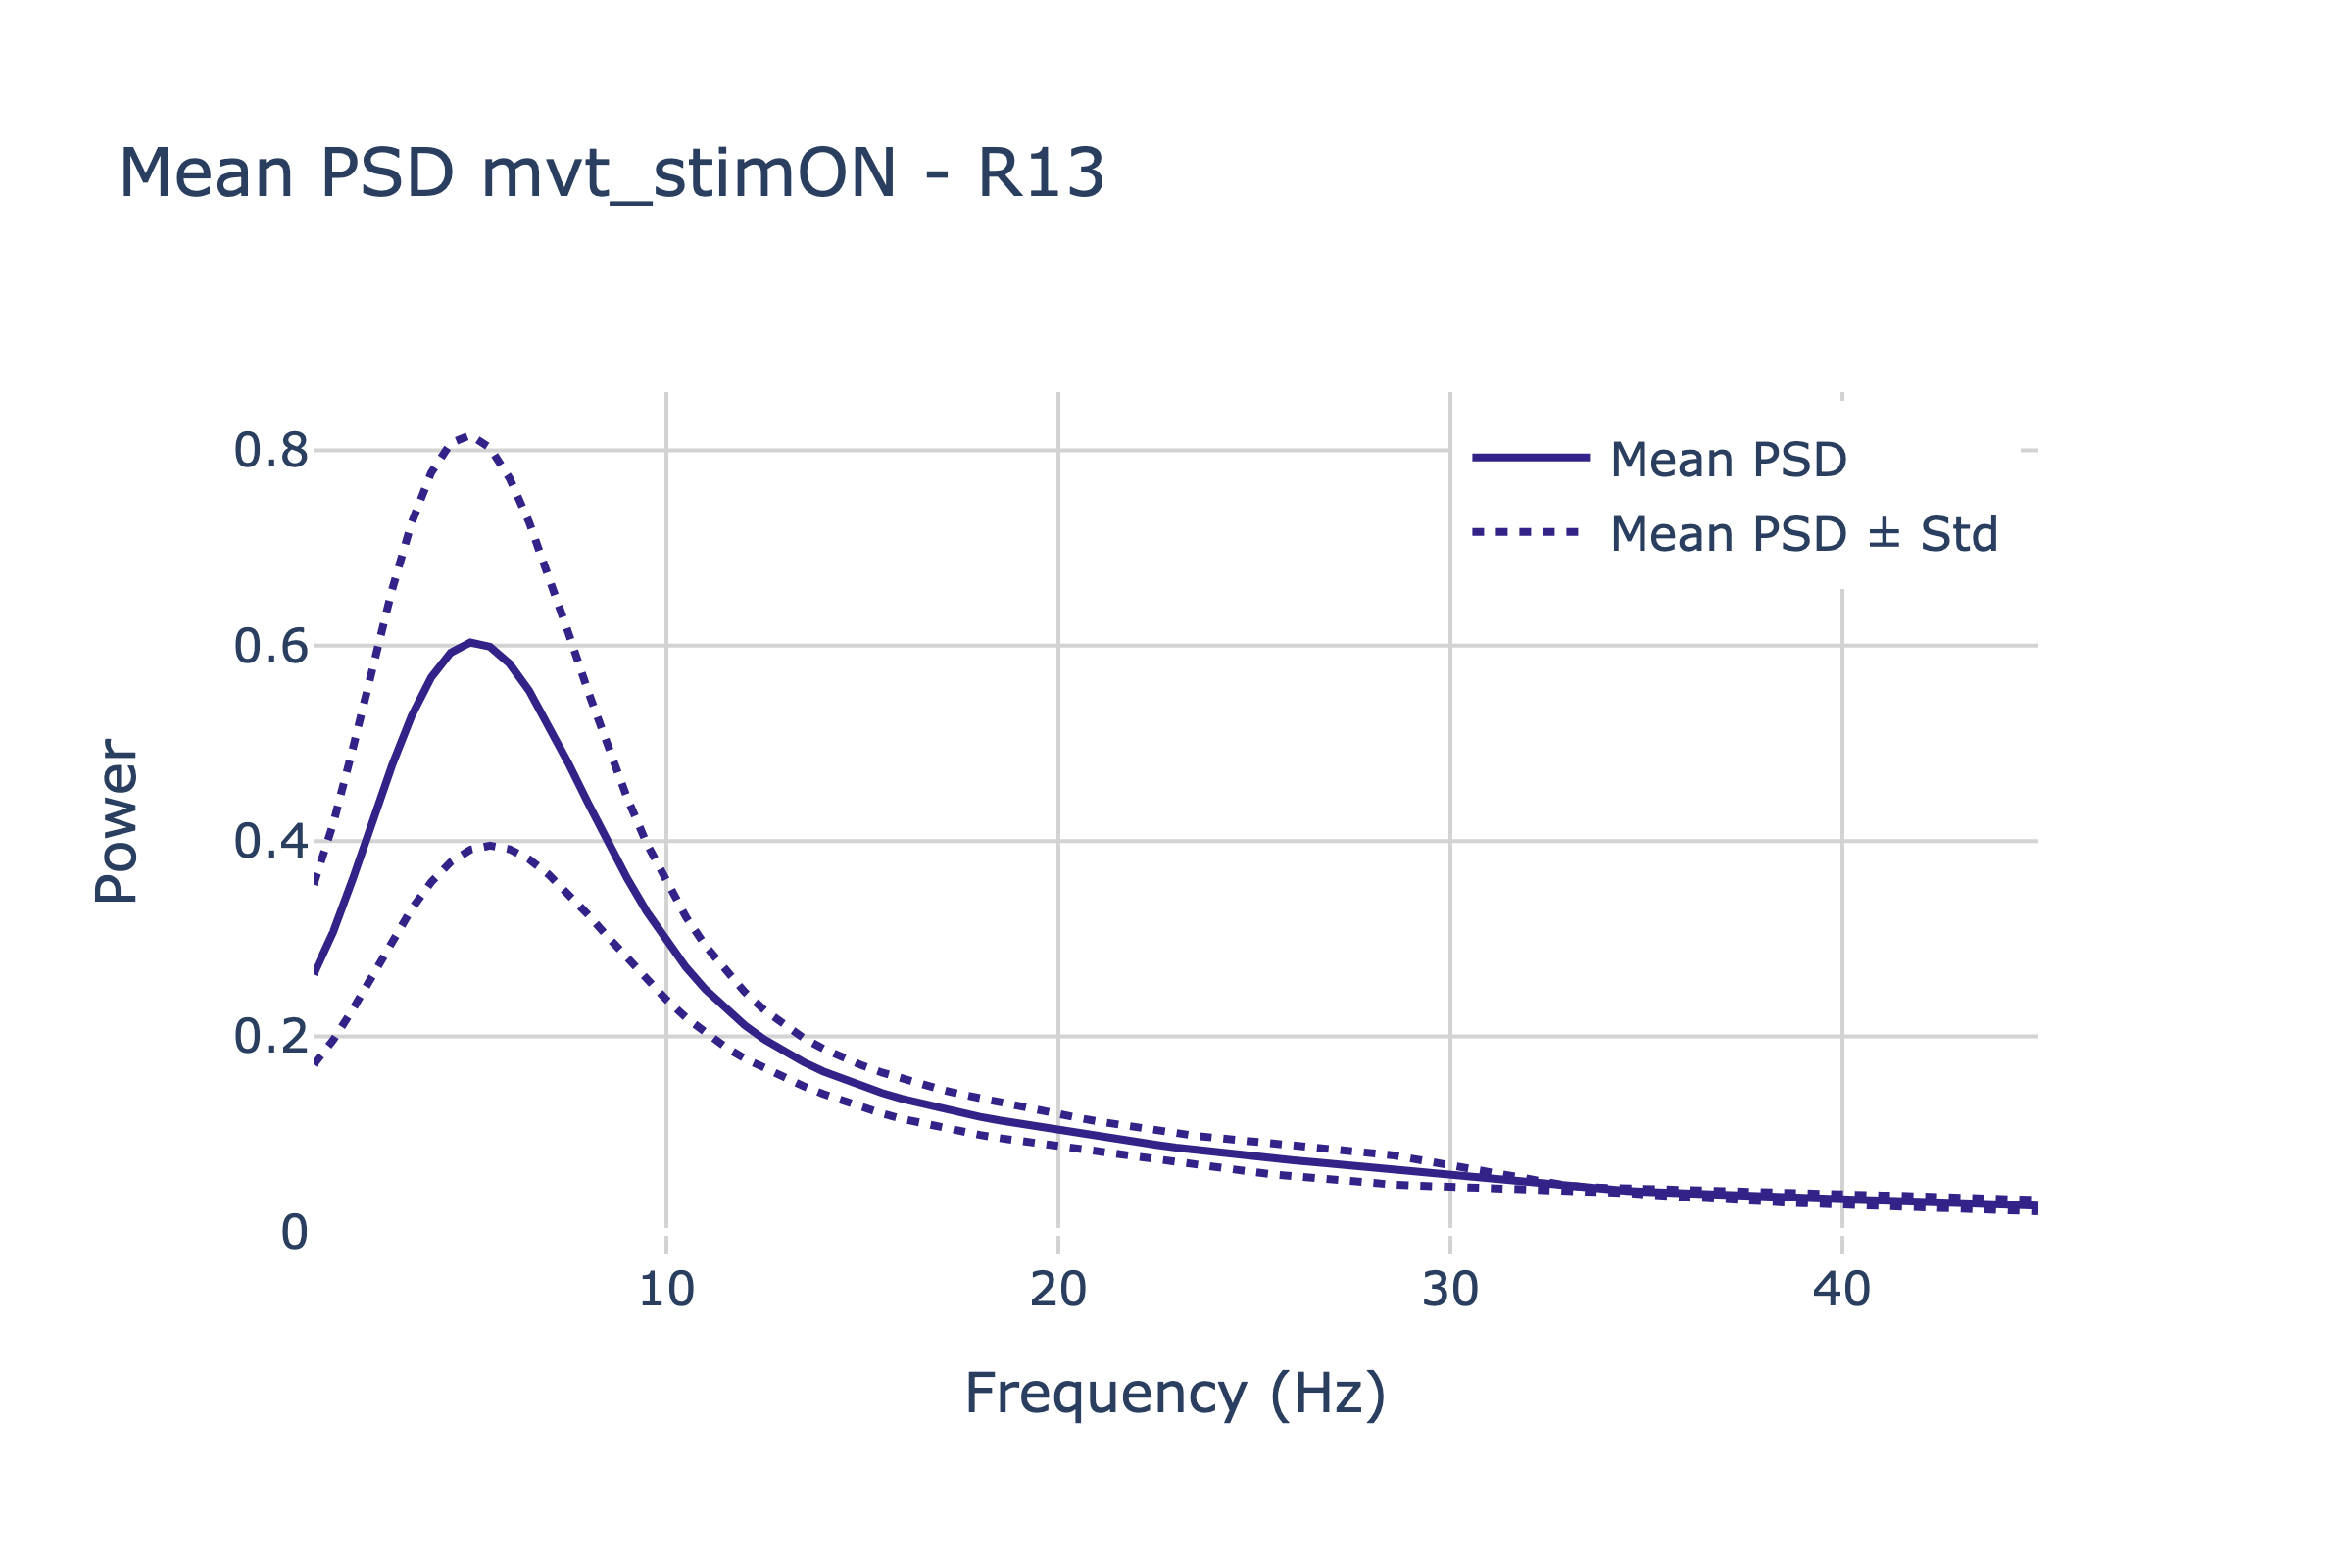 Mean PSD mvt_stimON - R13
Mean PSD
Mean PSD ± Std
Power
0.8
0.6
0.4
0.2
0
10 20 30 40
Frequency (Hz)